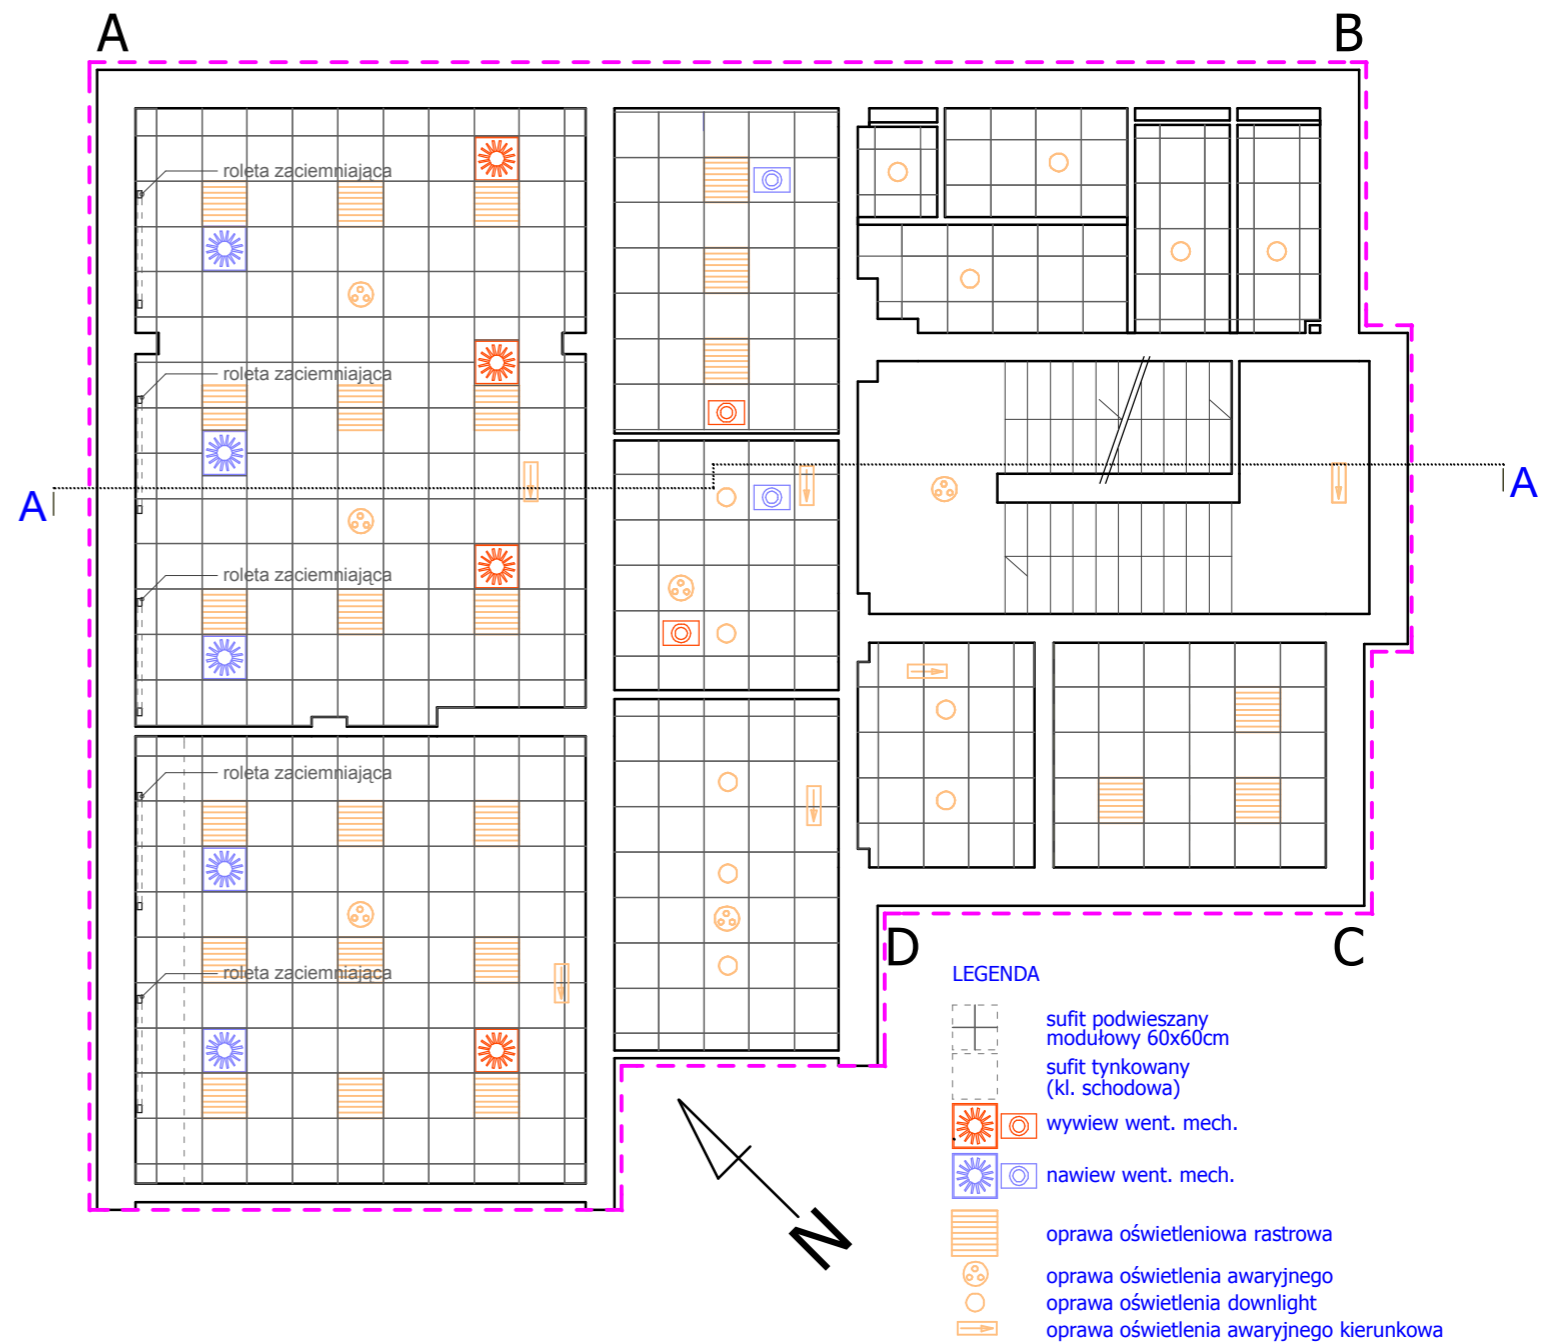 A
B
roleta zaciemniająca
roleta zaciemniająca
A
A
roleta zaciemniająca
roleta zaciemniająca
roleta zaciemniająca
D
C
LEGENDA
sufit podwieszany
modułowy 60x60cm
sufit tynkowany
(kl. schodowa)
wywiew went. mech.
nawiew went. mech.
N
oprawa oświetleniowa rastrowa
oprawa oświetlenia awaryjnego
oprawa oświetlenia downlight
oprawa oświetlenia awaryjnego kierunkowa